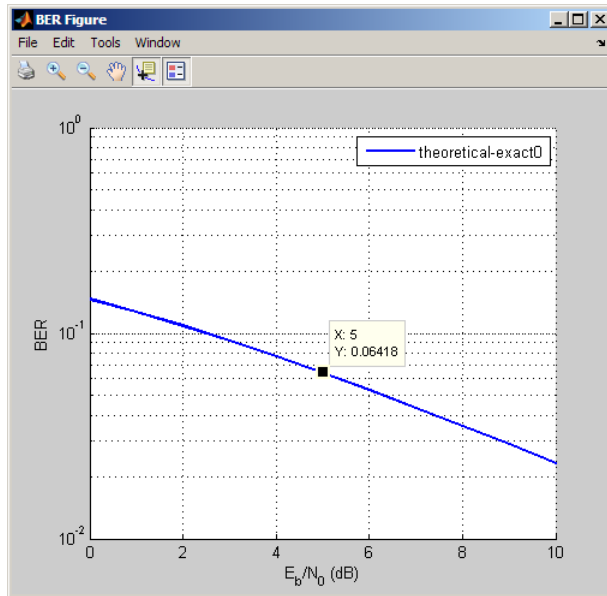 BER Figure
File Edit Tools Window
10^0
theoretical-exact0
X: 5
Y: 0.06418
10^-1
BER
10^-2
0 2 4 6 8 10
E_b/N_0 (dB)